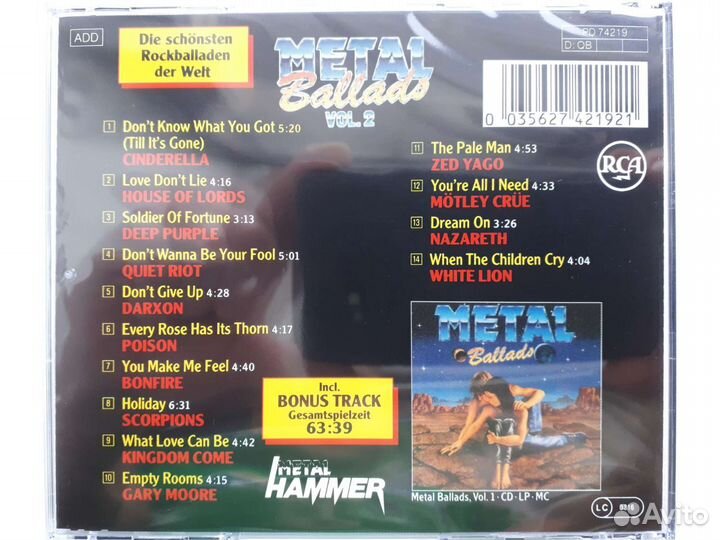 ADD
Die schönsten
Rockballaden
der Welt
METAL
Ballads
VOL. 2
PD 74219
D: QB
0 035627 421921
RCA
1 Don't Know What You Got 5:20
(Till It's Gone)
CINDERELLA
2 Love Don't Lie 4:16
HOUSE OF LORDS
3 Soldier Of Fortune 3:13
DEEP PURPLE
4 Don't Wanna Be Your Fool 5:01
QUIET RIOT
5 Don't Give Up 4:28
DARXON
6 Every Rose Has Its Thorn 4:17
POISON
7 You Make Me Feel 4:40
BONFIRE
8 Holiday 6:31
SCORPIONS
9 What Love Can Be 4:42
KINGDOM COME
10 Empty Rooms 4:15
GARY MOORE
11 The Pale Man 4:53
ZED YAGO
12 You're All I Need 4:33
MÖTLEY CRÜE
13 Dream On 3:26
NAZARETH
14 When The Children Cry 4:04
WHITE LION
Incl.
BONUS TRACK
Gesamtspielzeit
63:39
METAL
HAMMER
METAL
Ballads
Metal Ballads, Vol. 1 · CD · LP · MC
LC 0316
Avito